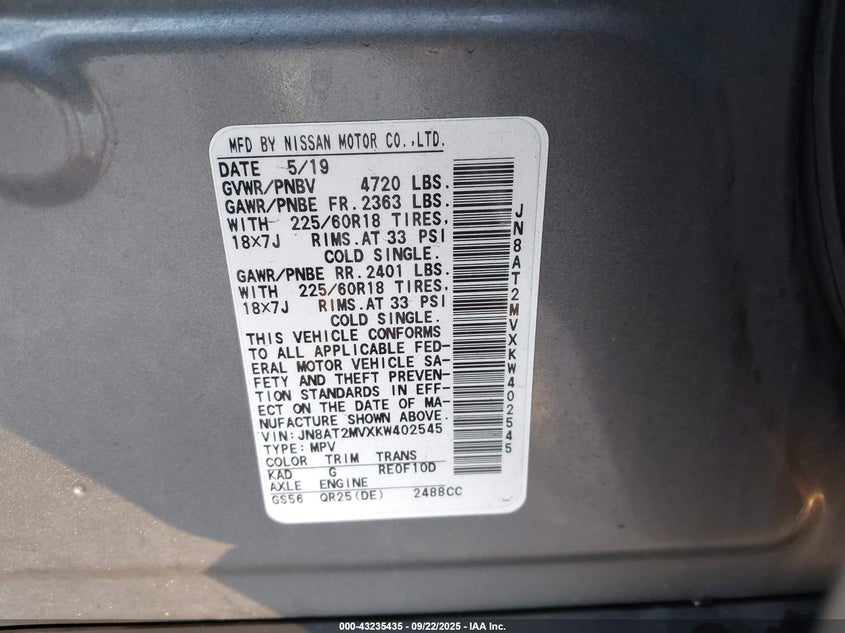 MFD BY NISSAN MOTOR CO.,LTD.
DATE 5/19
GVWR/PNBV 4720 LBS.
GAWR/PNBE FR.2363 LBS.
WITH 225/60R18 TIRES,
18X7J RIMS.AT 33 PSI
COLD SINGLE.
GAWR/PNBE RR.2401 LBS.
WITH 225/60R18 TIRES,
18X7J RIMS.AT 33 PSI
COLD SINGLE.
THIS VEHICLE CONFORMS
TO ALL APPLICABLE FED-
ERAL MOTOR VEHICLE SA-
FETY AND THEFT PREVEN-
TION STANDARDS IN EFF-
ECT ON THE DATE OF MA-
NUFACTURE SHOWN ABOVE.
VIN:JN8AT2MVXKW402545
TYPE:MPV
COLOR TRIM TRANS
KAD G RE0F10D
AXLE ENGINE
GS56 QR25(DE) 2488CC
JN8AT2MVXKW402545
000-43235435 - 09/22/2025 - IAA Inc.